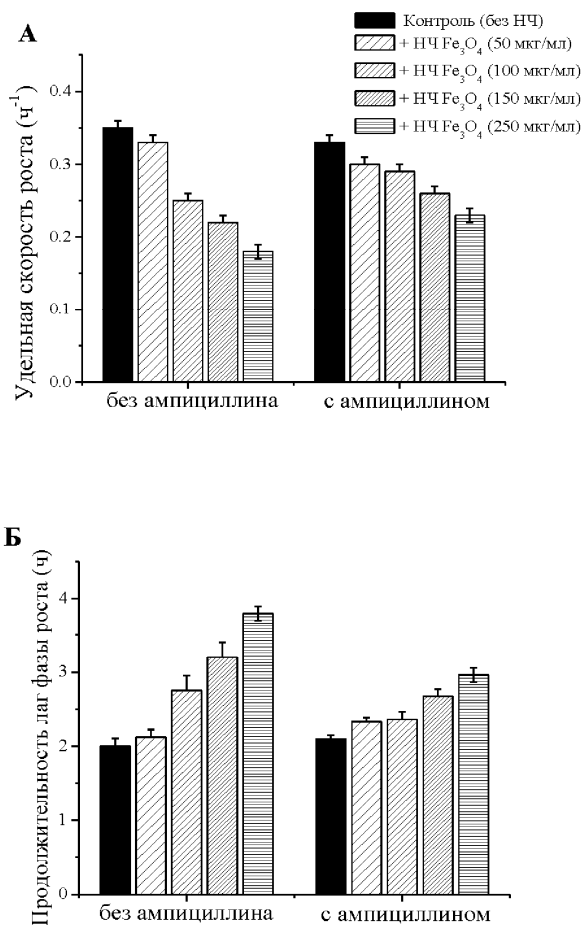 А
Контроль (без НЧ)
+ НЧ Fe₃O₄ (50 мкг/мл)
+ НЧ Fe₃O₄ (100 мкг/мл)
+ НЧ Fe₃O₄ (150 мкг/мл)
+ НЧ Fe₃O₄ (250 мкг/мл)
Удельная скорость роста (ч⁻¹)
0.4
0.3
0.2
0.1
0.0
без ампициллина
с ампициллином
Б
Продолжительность лаг фазы роста (ч)
4
3
2
1
0
без ампициллина
с ампициллином